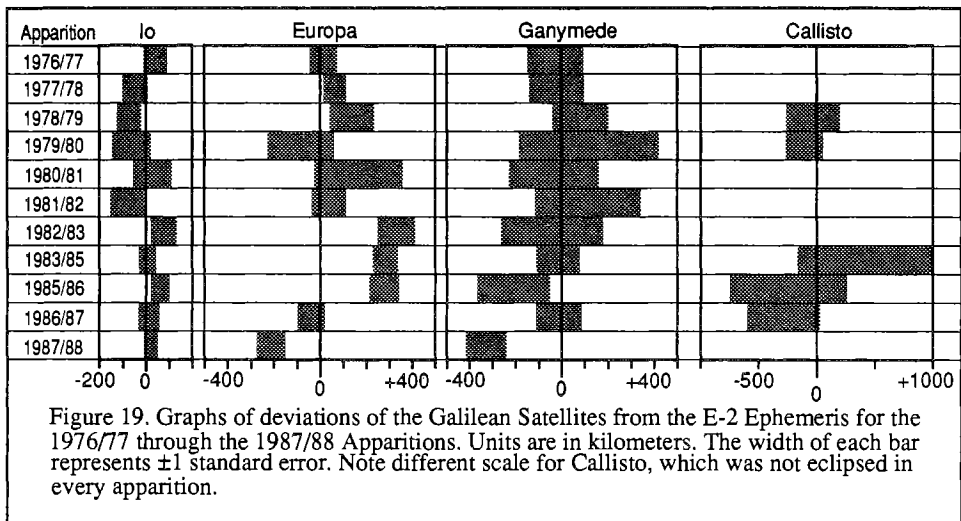 Apparition Io Europa Ganymede Callisto
1976/77
1977/78
1978/79
1979/80
1980/81
1981/82
1982/83
1983/85
1985/86
1986/87
1987/88
-200 0 -400 0 +400 -400 0 +400 -500 0 +1000
Figure 19. Graphs of deviations of the Galilean Satellites from the E-2 Ephemeris for the
1976/77 through the 1987/88 Apparitions. Units are in kilometers. The width of each bar
represents ±1 standard error. Note different scale for Callisto, which was not eclipsed in
every apparition.